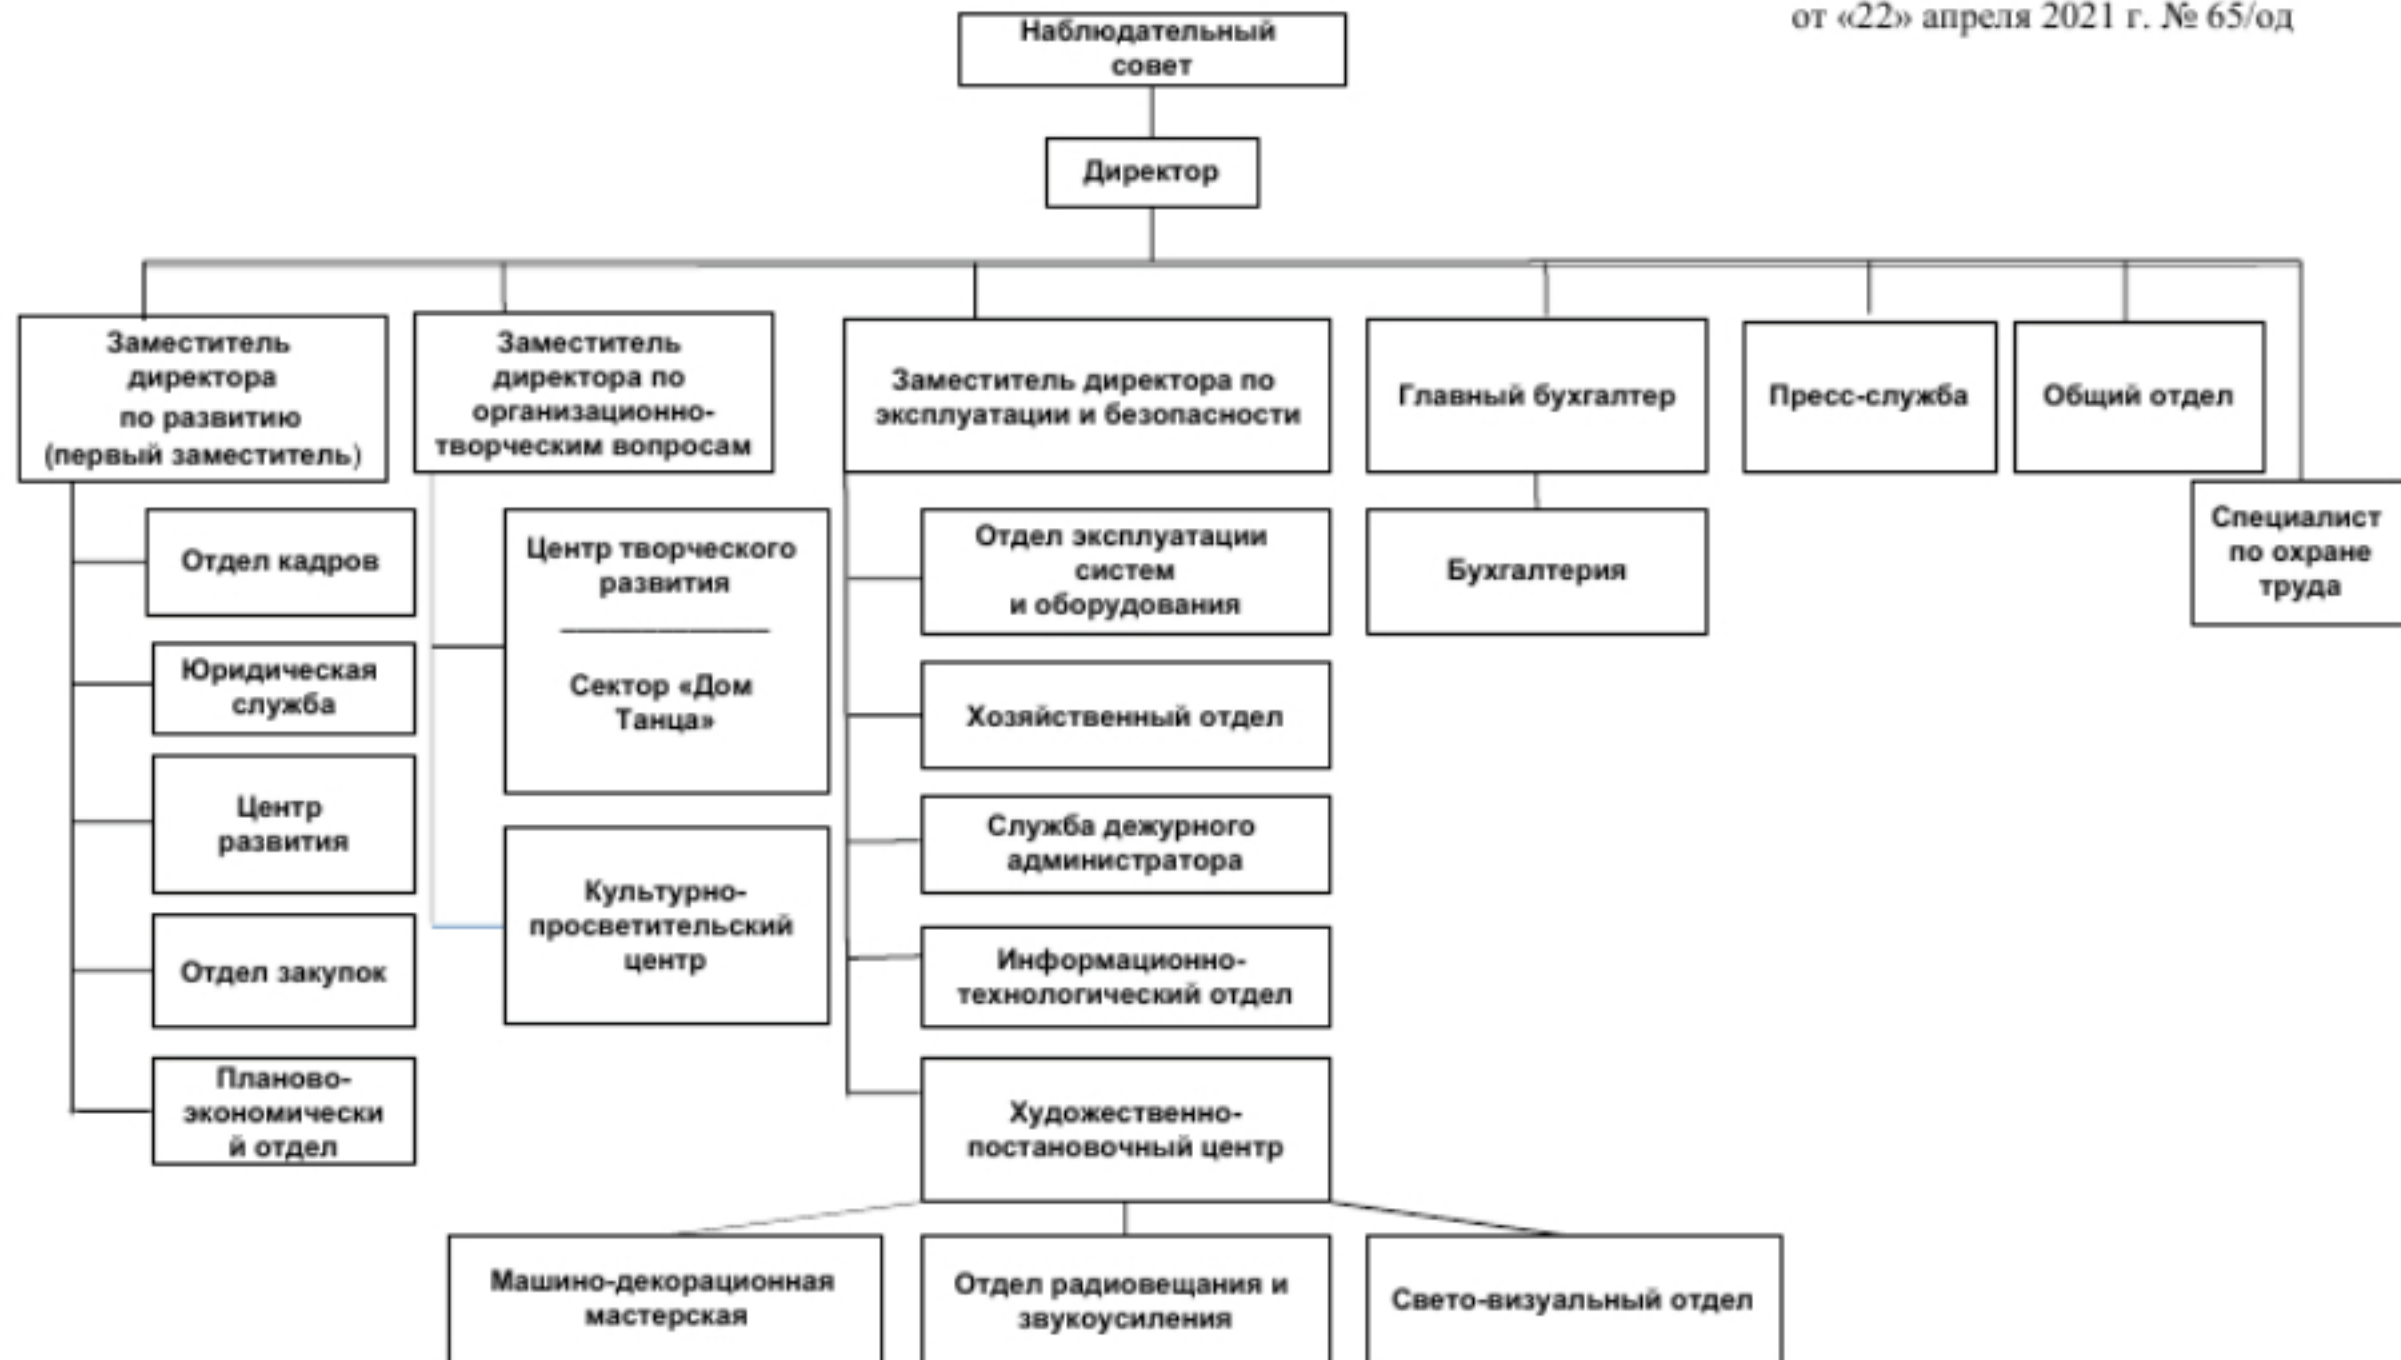 от «22» апреля 2021 г. № 65/од
Наблюдательный
совет
Директор
Заместитель
директора
по развитию
(первый заместитель)
Заместитель
директора по
организационно-
творческим вопросам
Заместитель директора по
эксплуатации и безопасности
Главный бухгалтер
Пресс-служба
Общий отдел
Специалист
по охране
труда
Отдел кадров
Юридическая
служба
Центр
развития
Отдел закупок
Планово-
экономически
й отдел
Центр творческого
развития
Сектор «Дом
Танца»
Культурно-
просветительский
центр
Отдел эксплуатации
систем
и оборудования
Хозяйственный отдел
Служба дежурного
администратора
Информационно-
технологический отдел
Художественно-
постановочный центр
Бухгалтерия
Машино-декорационная
мастерская
Отдел радиовещания и
звукоусиления
Свето-визуальный отдел